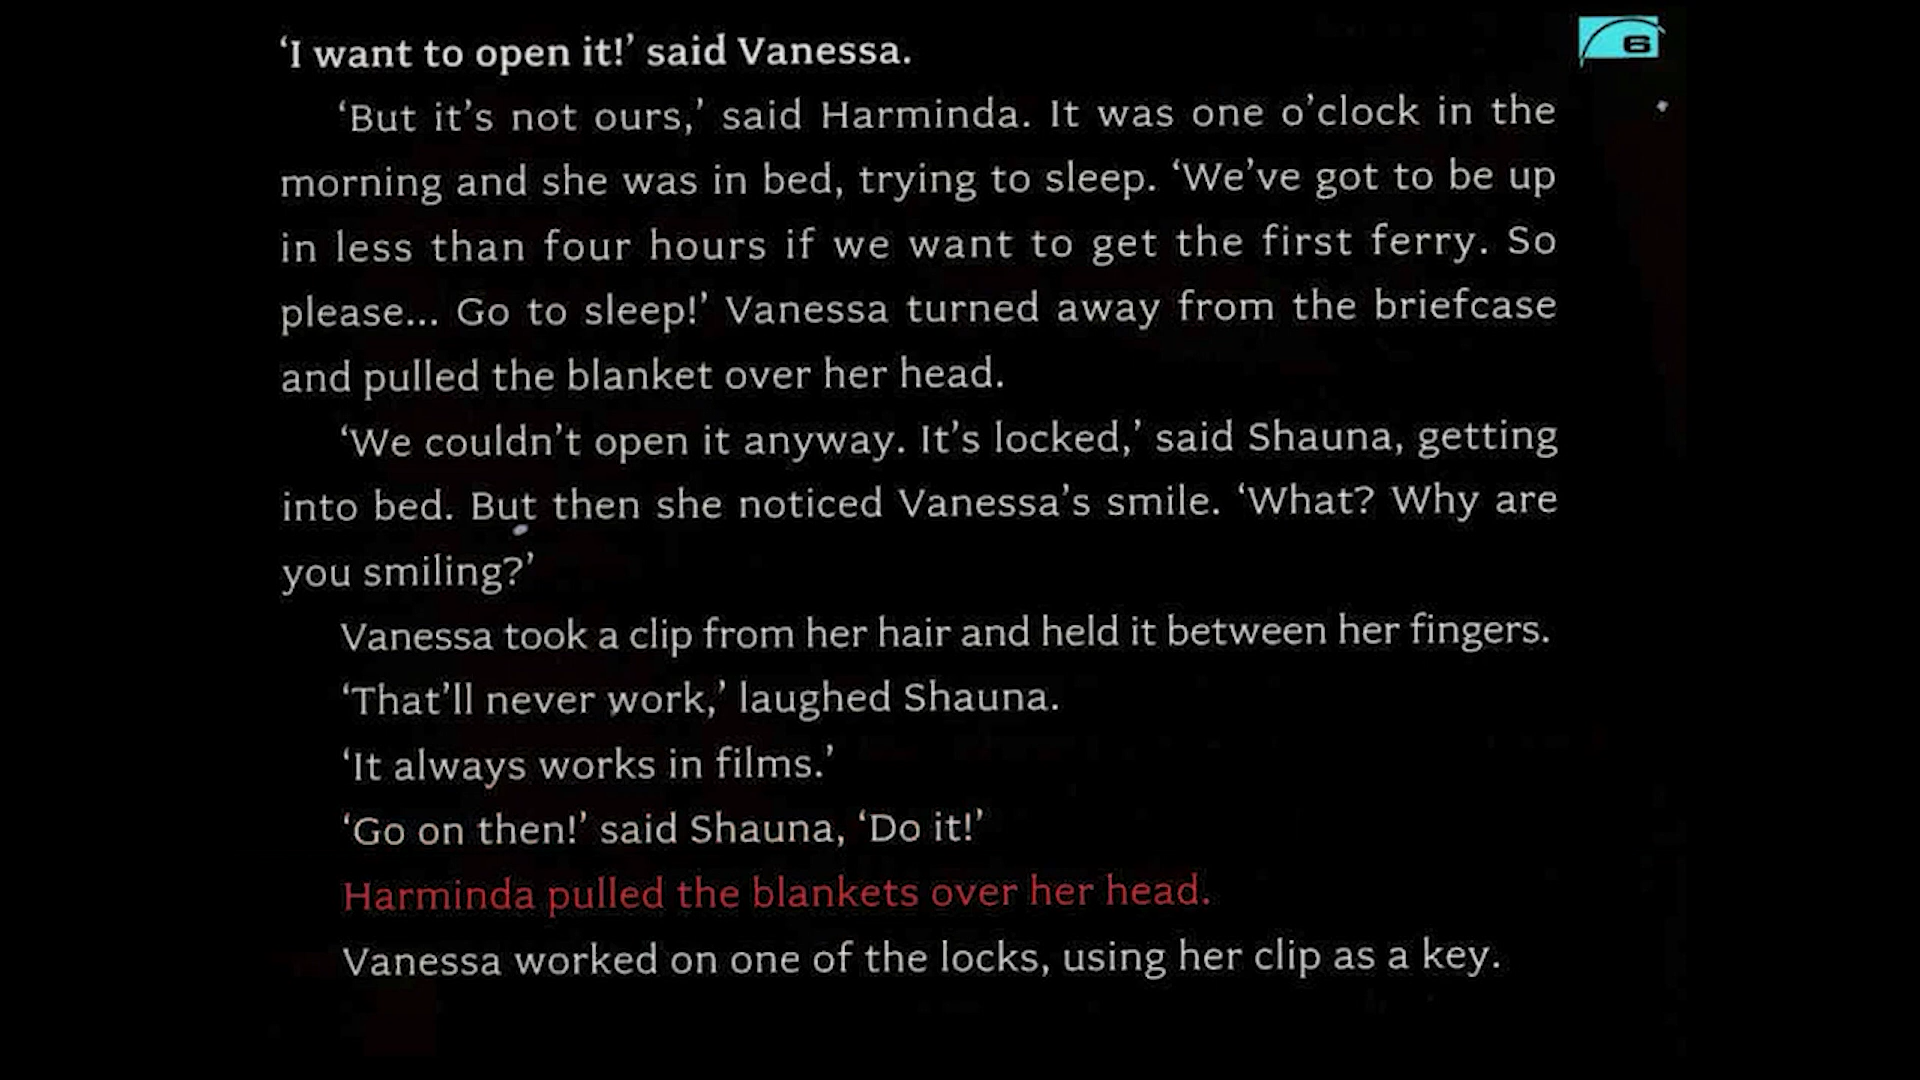 ‘I want to open it!’ said Vanessa.
6
‘But it’s not ours,’ said Harminda. It was one o’clock in the
morning and she was in bed, trying to sleep. ‘We’ve got to be up
in less than four hours if we want to get the first ferry. So
please... Go to sleep!’ Vanessa turned away from the briefcase
and pulled the blanket over her head.
‘We couldn’t open it anyway. It’s locked,’ said Shauna, getting
into bed. But then she noticed Vanessa’s smile. ‘What? Why are
you smiling?’
Vanessa took a clip from her hair and held it between her fingers.
‘That’ll never work,’ laughed Shauna.
‘It always works in films.’
‘Go on then!’ said Shauna, ‘Do it!’
Harminda pulled the blankets over her head.
Vanessa worked on one of the locks, using her clip as a key.